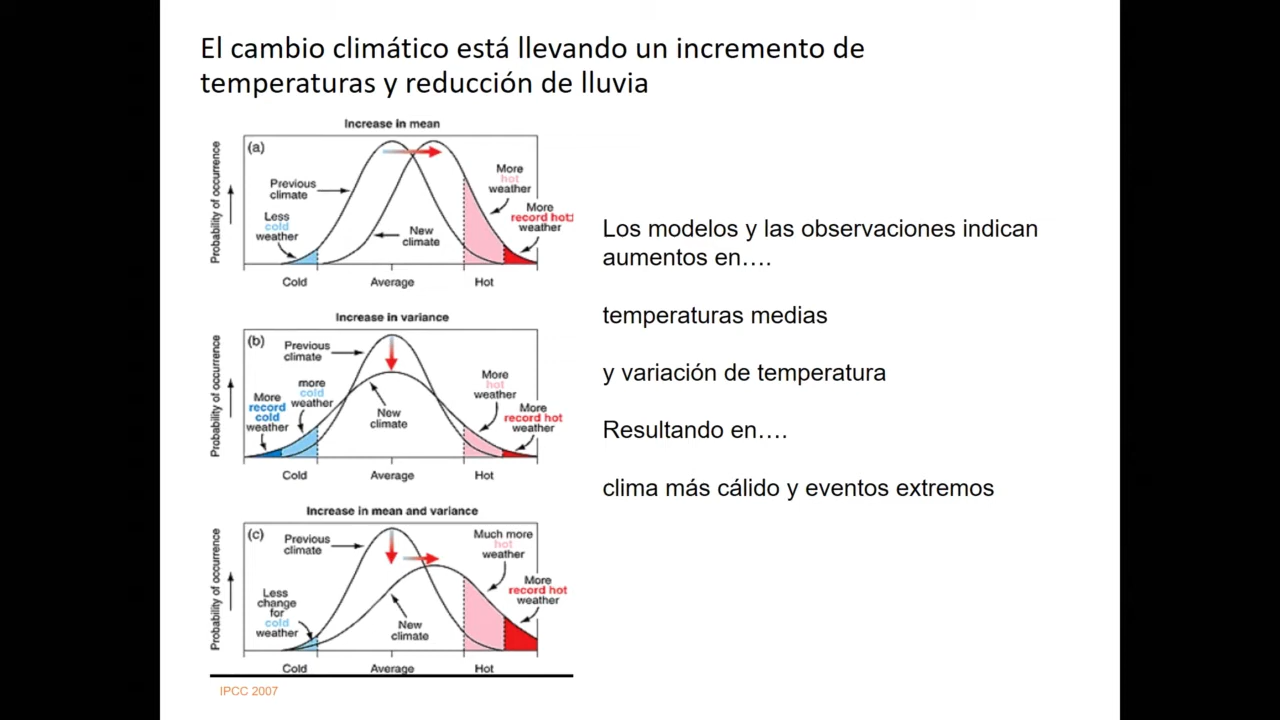 El cambio climático está llevando un incremento de
temperaturas y reducción de lluvia
Increase in mean
(a)
Probability of occurrence
Previous
climate
Less
cold
weather
New
climate
More
hot
weather
More
record hot
weather
Cold
Average
Hot
Increase in variance
(b)
Probability of occurrence
Previous
climate
more
cold
weather
More
record
cold
weather
New
climate
More
hot
weather
More
record hot
weather
Cold
Average
Hot
Increase in mean and variance
(c)
Probability of occurrence
Previous
climate
Less
change
for
cold
weather
New
climate
Much more
hot
weather
More
record hot
weather
Cold
Average
Hot
IPCC 2007
Los modelos y las observaciones indican
aumentos en….
temperaturas medias
y variación de temperatura
Resultando en….
clima más cálido y eventos extremos